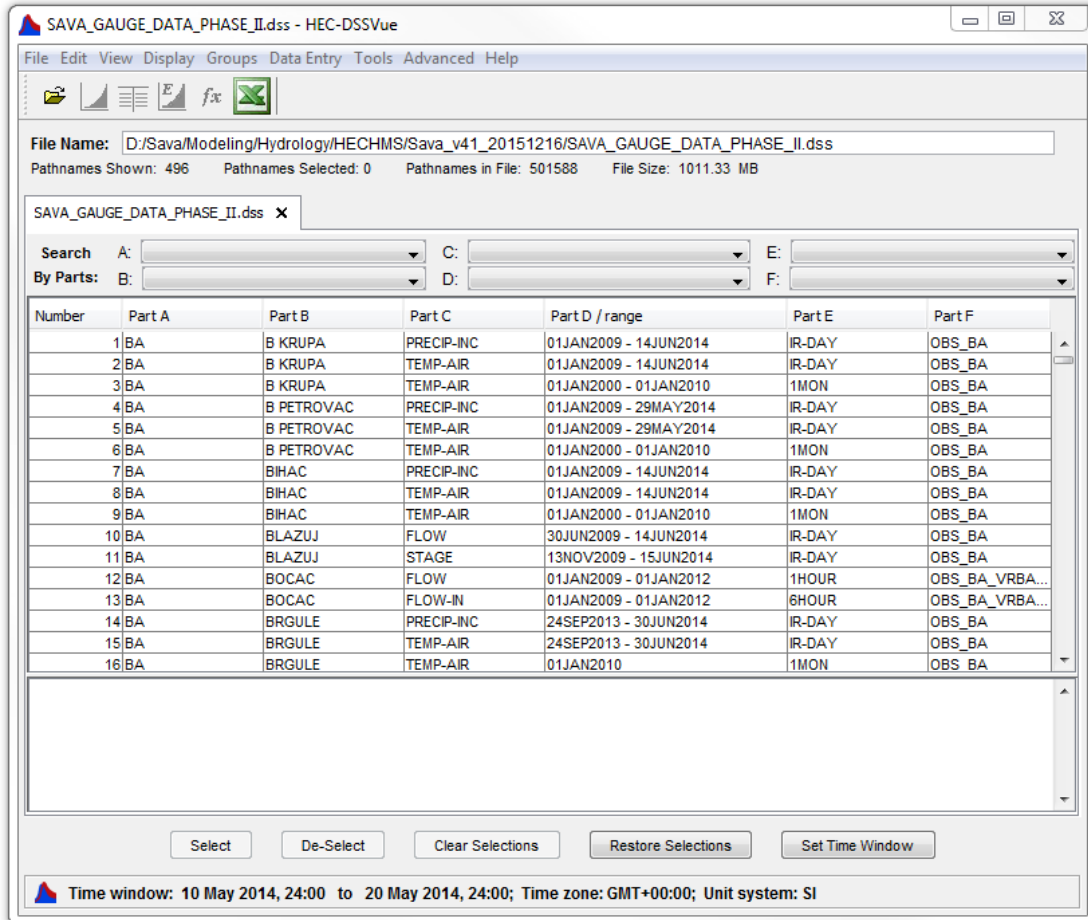 SAVA_GAUGE_DATA_PHASE_II.dss - HEC-DSSVue
File Edit View Display Groups Data Entry Tools Advanced Help
E fx
File Name: D:/Sava/Modeling/Hydrology/HECHMS/Sava_v41_20151216/SAVA_GAUGE_DATA_PHASE_II.dss
Pathnames Shown: 496 Pathnames Selected: 0 Pathnames in File: 501588 File Size: 1011.33 MB
SAVA_GAUGE_DATA_PHASE_II.dss X
Search A: C: E:
By Parts: B: D: F:
Number Part A Part B Part C Part D / range Part E Part F
1 BA B KRUPA PRECIP-INC 01JAN2009 - 14JUN2014 IR-DAY OBS_BA
2 BA B KRUPA TEMP-AIR 01JAN2009 - 14JUN2014 IR-DAY OBS_BA
3 BA B KRUPA TEMP-AIR 01JAN2000 - 01JAN2010 1MON OBS_BA
4 BA B PETROVAC PRECIP-INC 01JAN2009 - 29MAY2014 IR-DAY OBS_BA
5 BA B PETROVAC TEMP-AIR 01JAN2009 - 29MAY2014 IR-DAY OBS_BA
6 BA B PETROVAC TEMP-AIR 01JAN2000 - 01JAN2010 1MON OBS_BA
7 BA BIHAC PRECIP-INC 01JAN2009 - 14JUN2014 IR-DAY OBS_BA
8 BA BIHAC TEMP-AIR 01JAN2009 - 14JUN2014 IR-DAY OBS_BA
9 BA BIHAC TEMP-AIR 01JAN2000 - 01JAN2010 1MON OBS_BA
10 BA BLAZUJ FLOW 30JUN2009 - 14JUN2014 IR-DAY OBS_BA
11 BA BLAZUJ STAGE 13NOV2009 - 15JUN2014 IR-DAY OBS_BA
12 BA BOCAC FLOW 01JAN2009 - 01JAN2012 1HOUR OBS_BA_VRBA...
13 BA BOCAC FLOW-IN 01JAN2009 - 01JAN2012 6HOUR OBS_BA_VRBA...
14 BA BRGULE PRECIP-INC 24SEP2013 - 30JUN2014 IR-DAY OBS_BA
15 BA BRGULE TEMP-AIR 24SEP2013 - 30JUN2014 IR-DAY OBS_BA
16 BA BRGULE TEMP-AIR 01JAN2010 1MON OBS_BA
Select De-Select Clear Selections Restore Selections Set Time Window
Time window: 10 May 2014, 24:00 to 20 May 2014, 24:00; Time zone: GMT+00:00; Unit system: SI